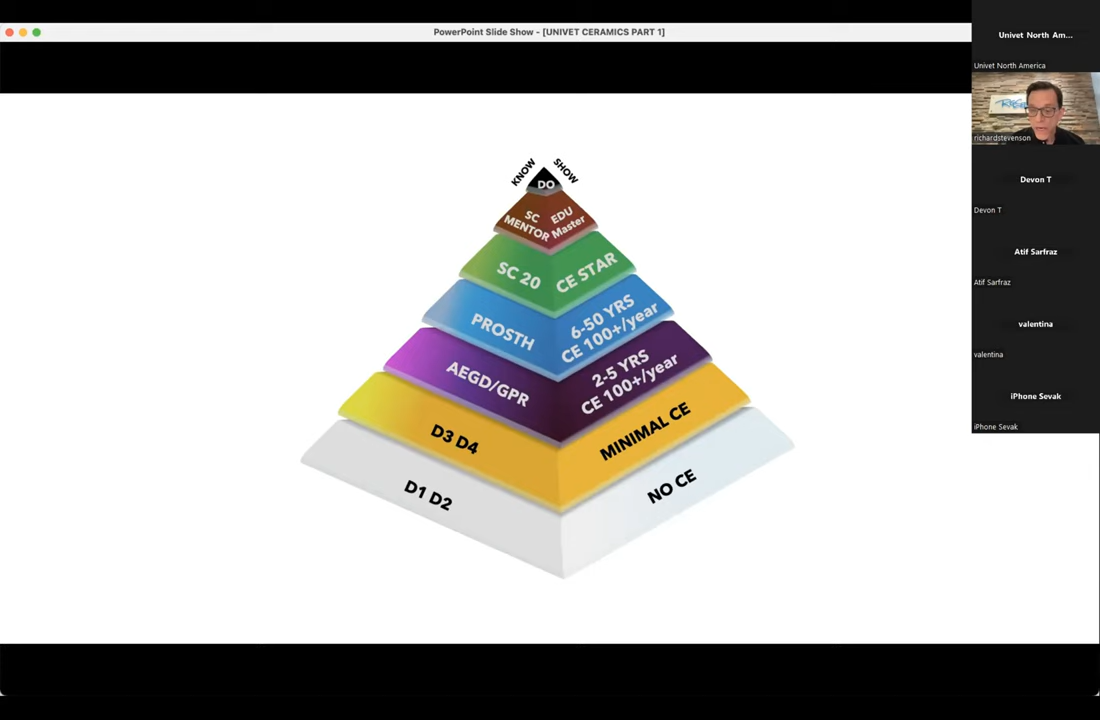 PowerPoint Slide Show - [UNIVET CERAMICS PART 1]
KNOW
SHOW
DO
SC
MENTOR
EDU
Master
SC 20
CE STAR
PROSTH
6-50 YRS
CE 100+/year
AEGD/GPR
2-5 YRS
CE 100+/year
D3 D4
MINIMAL CE
D1 D2
NO CE
Univet North Am...
Univet North America
richardstevenson
Devon T
Devon T
Atif Sarfraz
Atif Sarfraz
valentina
valentina
iPhone Sevak
iPhone Sevak